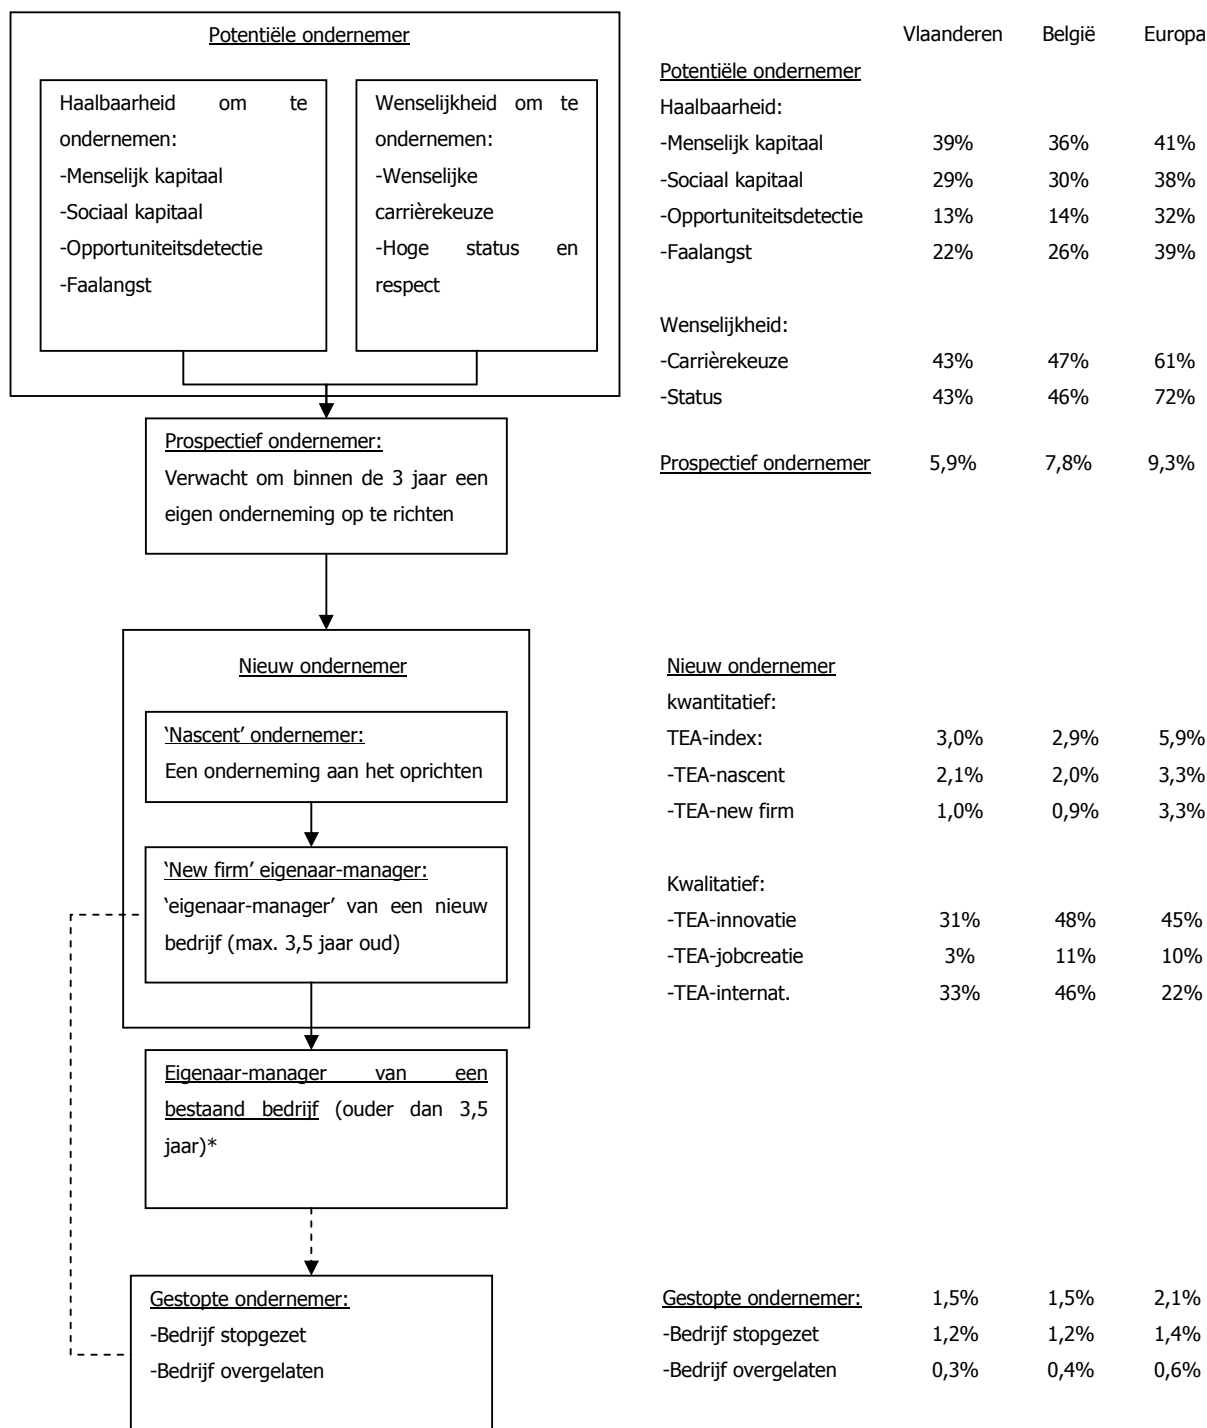 Potentiële ondernemer
Haalbaarheid om te
ondernemen:
-Menselijk kapitaal
-Sociaal kapitaal
-Opportuniteitsdetectie
-Faalangst
Wenselijkheid om te
ondernemen:
-Wenselijke
carrièrekeuze
-Hoge status en
respect
Prospectief ondernemer:
Verwacht om binnen de 3 jaar een
eigen onderneming op te richten
Nieuw ondernemer
‘Nascent’ ondernemer:
Een onderneming aan het oprichten
‘New firm’ eigenaar-manager:
‘eigenaar-manager’ van een nieuw
bedrijf (max. 3,5 jaar oud)
Eigenaar-manager van een
bestaand bedrijf (ouder dan 3,5
jaar)*
Gestopte ondernemer:
-Bedrijf stopgezet
-Bedrijf overgelaten
Vlaanderen België Europa
Potentiële ondernemer
Haalbaarheid:
-Menselijk kapitaal 39% 36% 41%
-Sociaal kapitaal 29% 30% 38%
-Opportuniteitsdetectie 13% 14% 32%
-Faalangst 22% 26% 39%
Wenselijkheid:
-Carrièrekeuze 43% 47% 61%
-Status 43% 46% 72%
Prospectief ondernemer 5,9% 7,8% 9,3%
Nieuw ondernemer
kwantitatief:
TEA-index: 3,0% 2,9% 5,9%
-TEA-nascent 2,1% 2,0% 3,3%
-TEA-new firm 1,0% 0,9% 3,3%
Kwalitatief:
-TEA-innovatie 31% 48% 45%
-TEA-jobcreatie 3% 11% 10%
-TEA-internat. 33% 46% 22%
Gestopte ondernemer: 1,5% 1,5% 2,1%
-Bedrijf stopgezet 1,2% 1,2% 1,4%
-Bedrijf overgelaten 0,3% 0,4% 0,6%